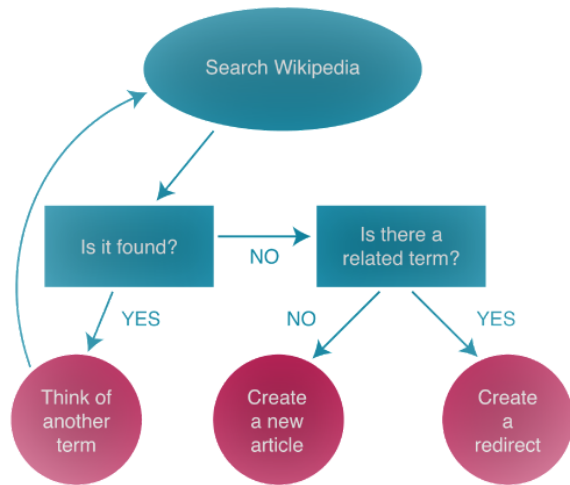 Search Wikipedia
Is it found?
NO
Is there a
related term?
YES
NO
YES
Think of
another
term
Create
a new
article
Create
a
redirect